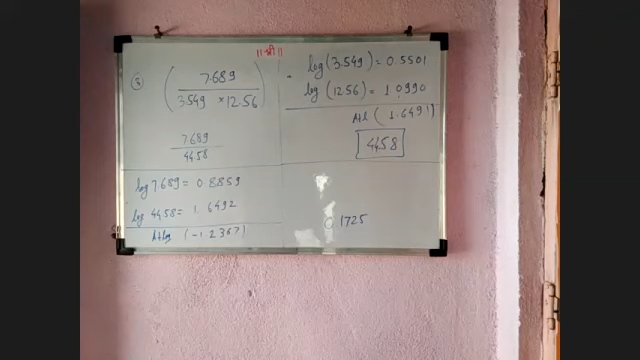 ॥ श्री ॥
5
7.689
3.549 × 12.56
7.689
44.58
log 7.689 = 0.8859
log 44.58 = 1.6492
Atlog (-1.2367)
log (3.549) = 0.5501
log (12.56) = 1.0990
Atl (1.6491)
44.58
0.1725